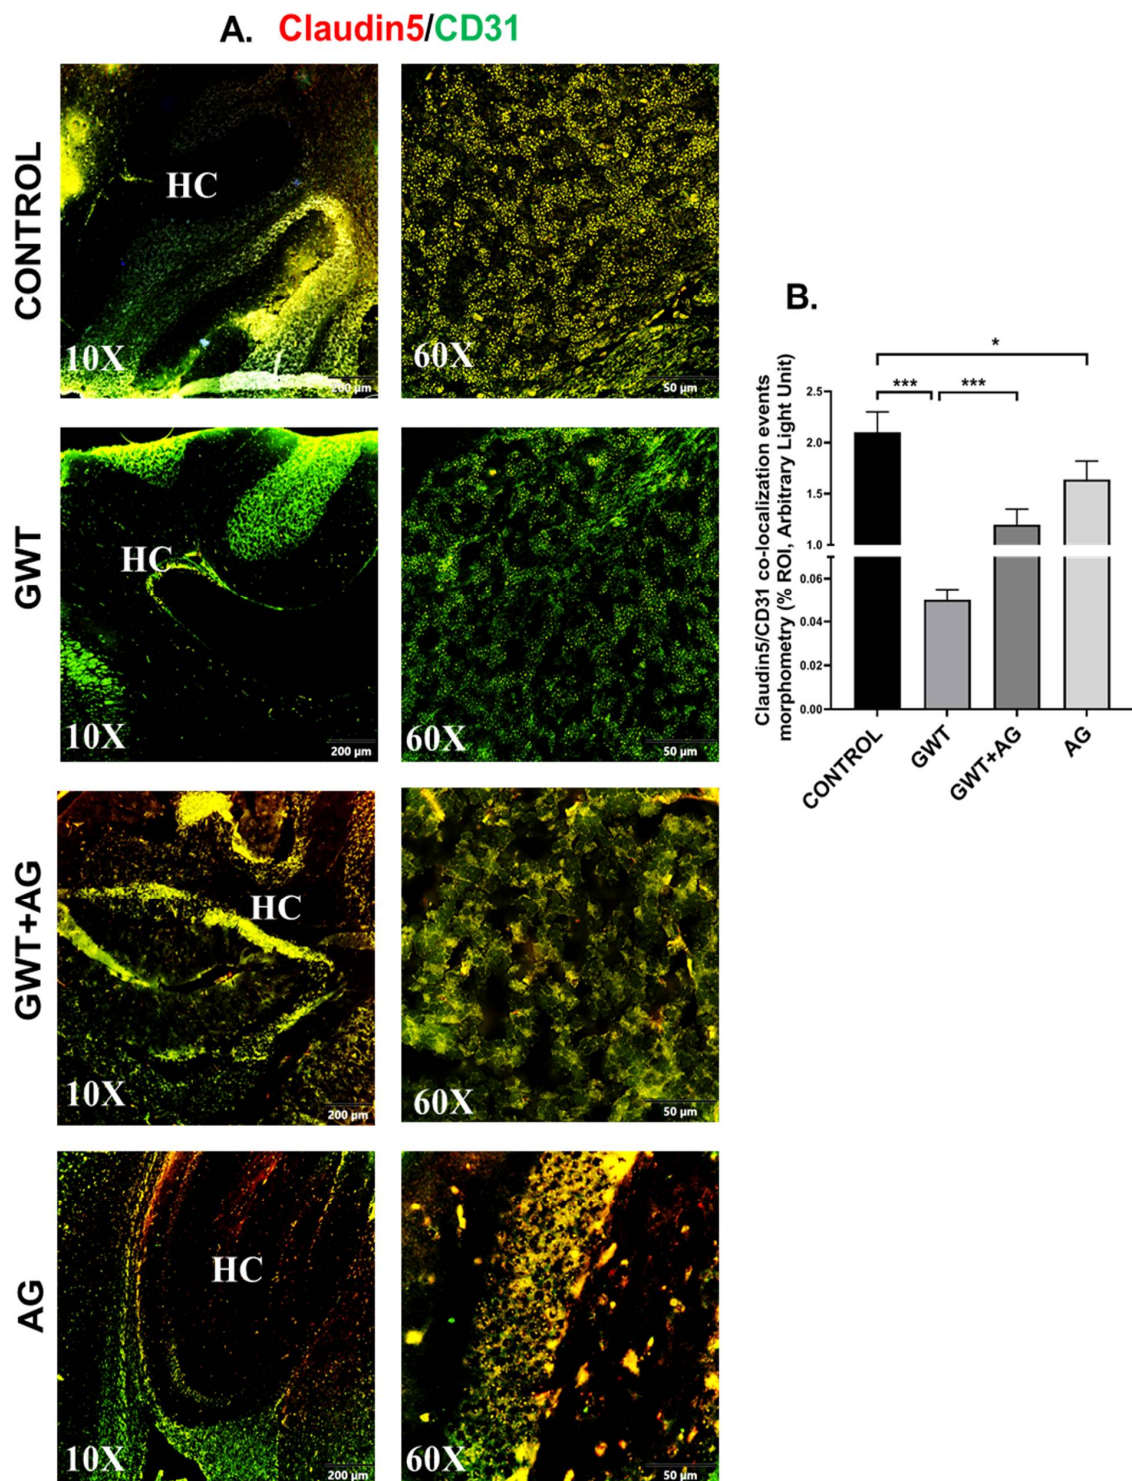 A. Claudin5/CD31
CONTROL
HC
10X
200 µm
60X
50 µm
GWT
HC
10X
200 µm
60X
50 µm
GWT+AG
HC
10X
200 µm
60X
50 µm
AG
HC
10X
200 µm
60X
50 µm
B.
Claudin5/CD31 co-localization events
morphometry (% ROI, Arbitrary Light Unit)
*
*** ***
2.5
2.0
1.5
1.0
0.06
0.04
0.02
0.00
CONTROL
GWT
GWT+AG
AG